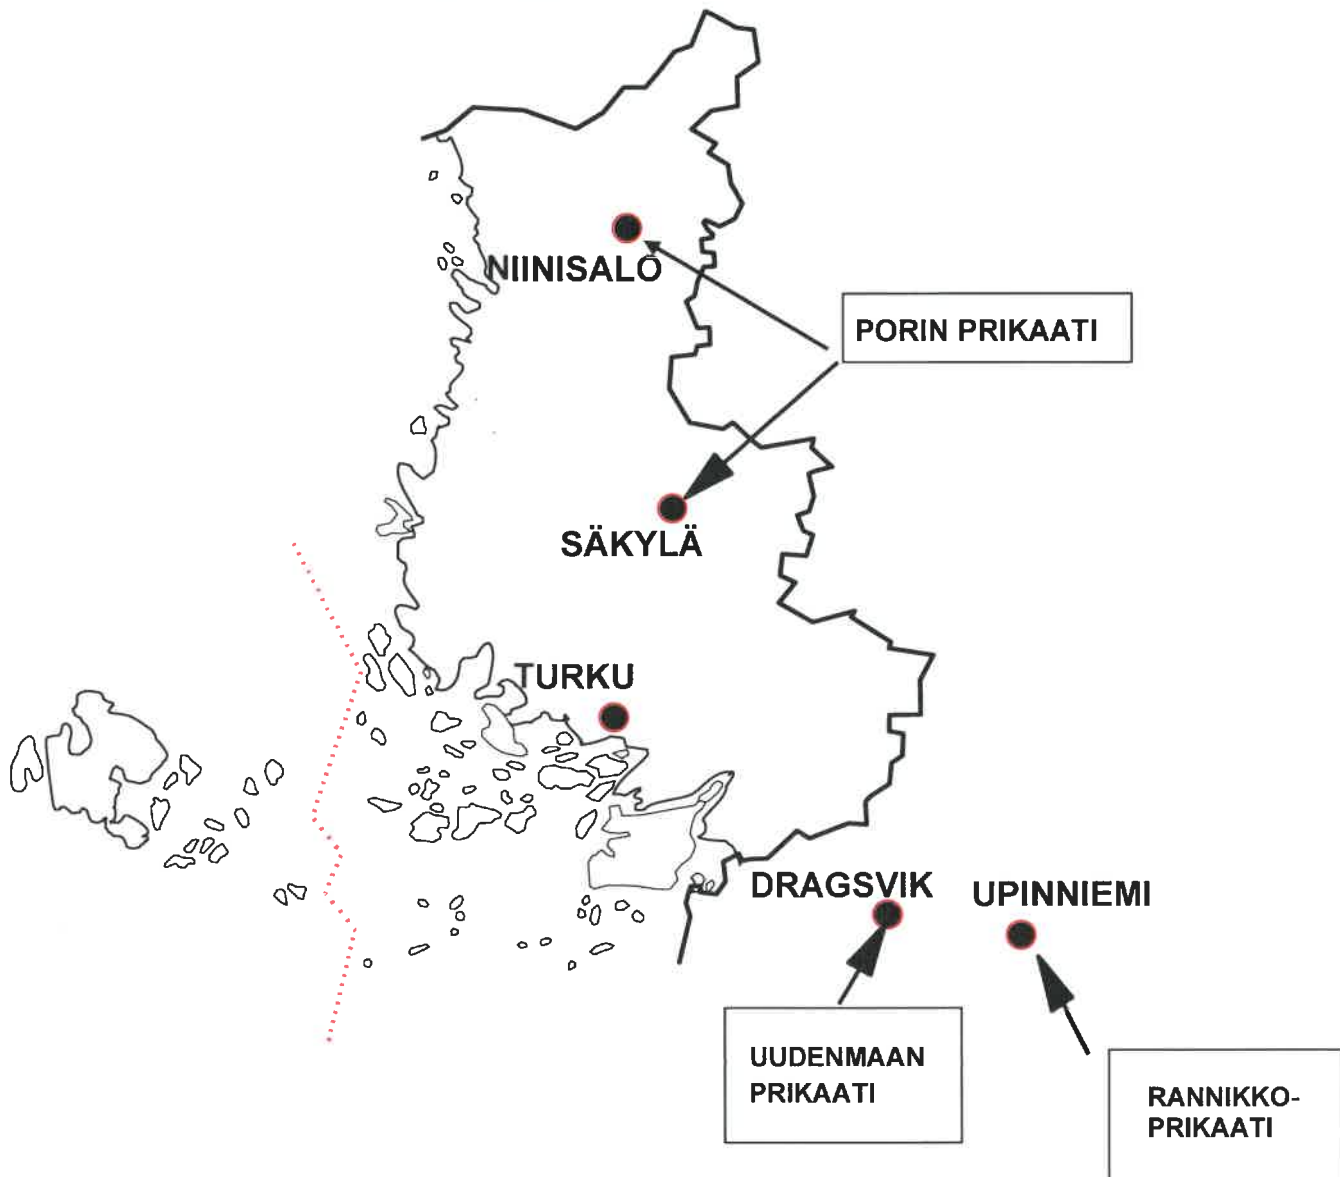 NIINISALO
PORIN PRIKAATI
SÄKYLÄ
TURKU
DRAGSVIK
UPINNIEMI
UUDENMAAN
PRIKAATI
RANNIKKO-
PRIKAATI